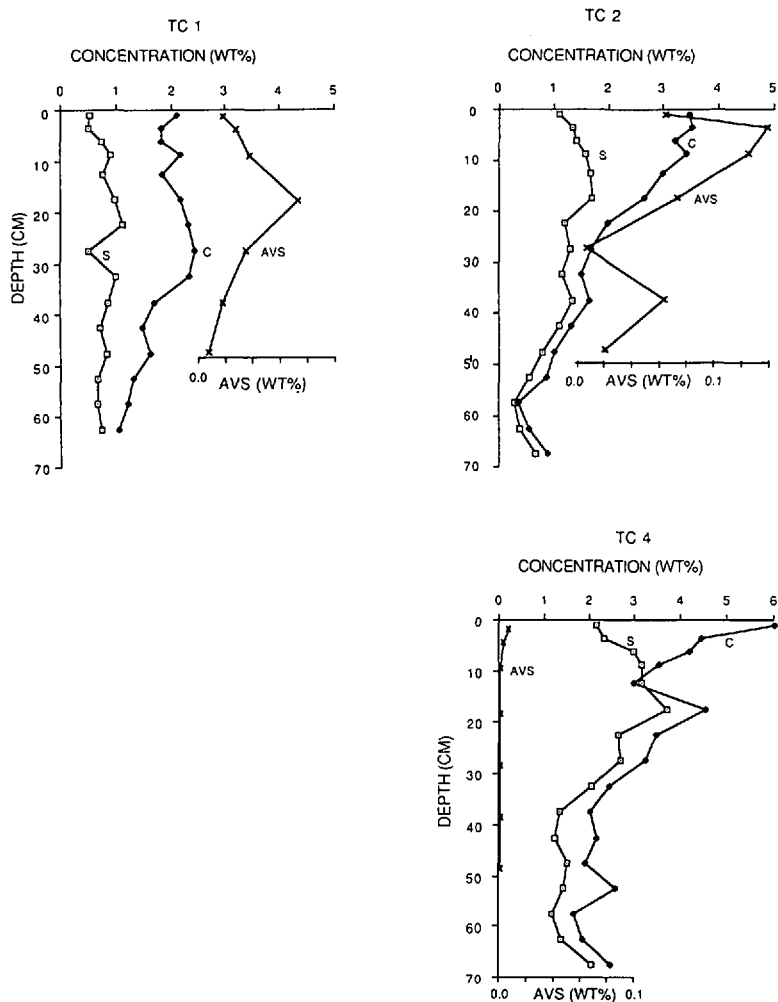 TC 1
CONCENTRATION (WT%)
0 1 2 3 4 5
0
10
20
30
40
50
60
70
DEPTH (CM)
S
C
AVS
0.0
AVS (WT%)
TC 2
CONCENTRATION (WT%)
0 1 2 3 4 5
0
10
20
30
40
50
60
70
S
C
AVS
0.0 0.1
AVS (WT%)
TC 4
CONCENTRATION (WT%)
0 1 2 3 4 5 6
0
10
20
30
40
50
60
70
DEPTH (CM)
S
C
AVS
0.0 AVS (WT%) 0.1